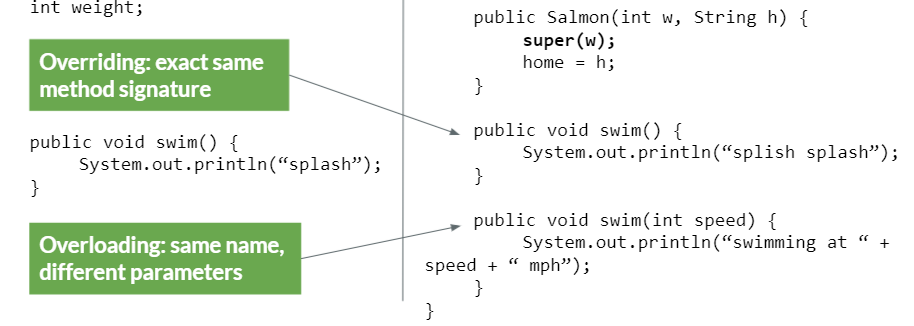 int weight;
Overriding: exact same
method signature
public void swim() {
System.out.println(“splash”);
}
Overloading: same name,
different parameters
public Salmon(int w, String h) {
super(w);
home = h;
}
public void swim() {
System.out.println(“splish splash”);
}
public void swim(int speed) {
System.out.println(“swimming at “ +
speed + “ mph”);
}
}